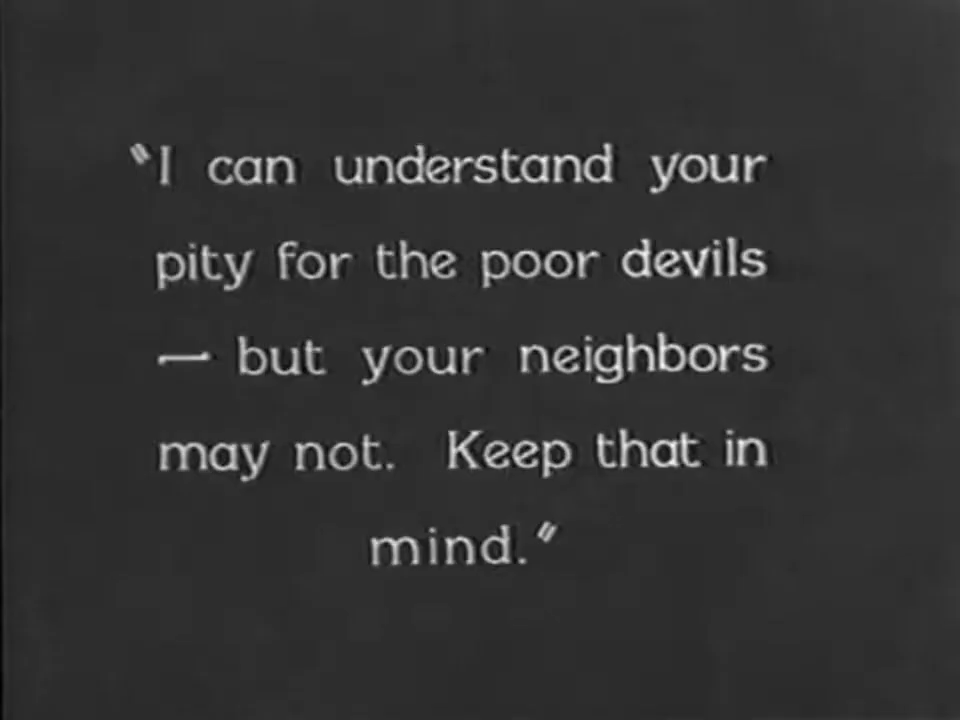 "I can understand your
pity for the poor devils
— but your neighbors
may not. Keep that in
mind."